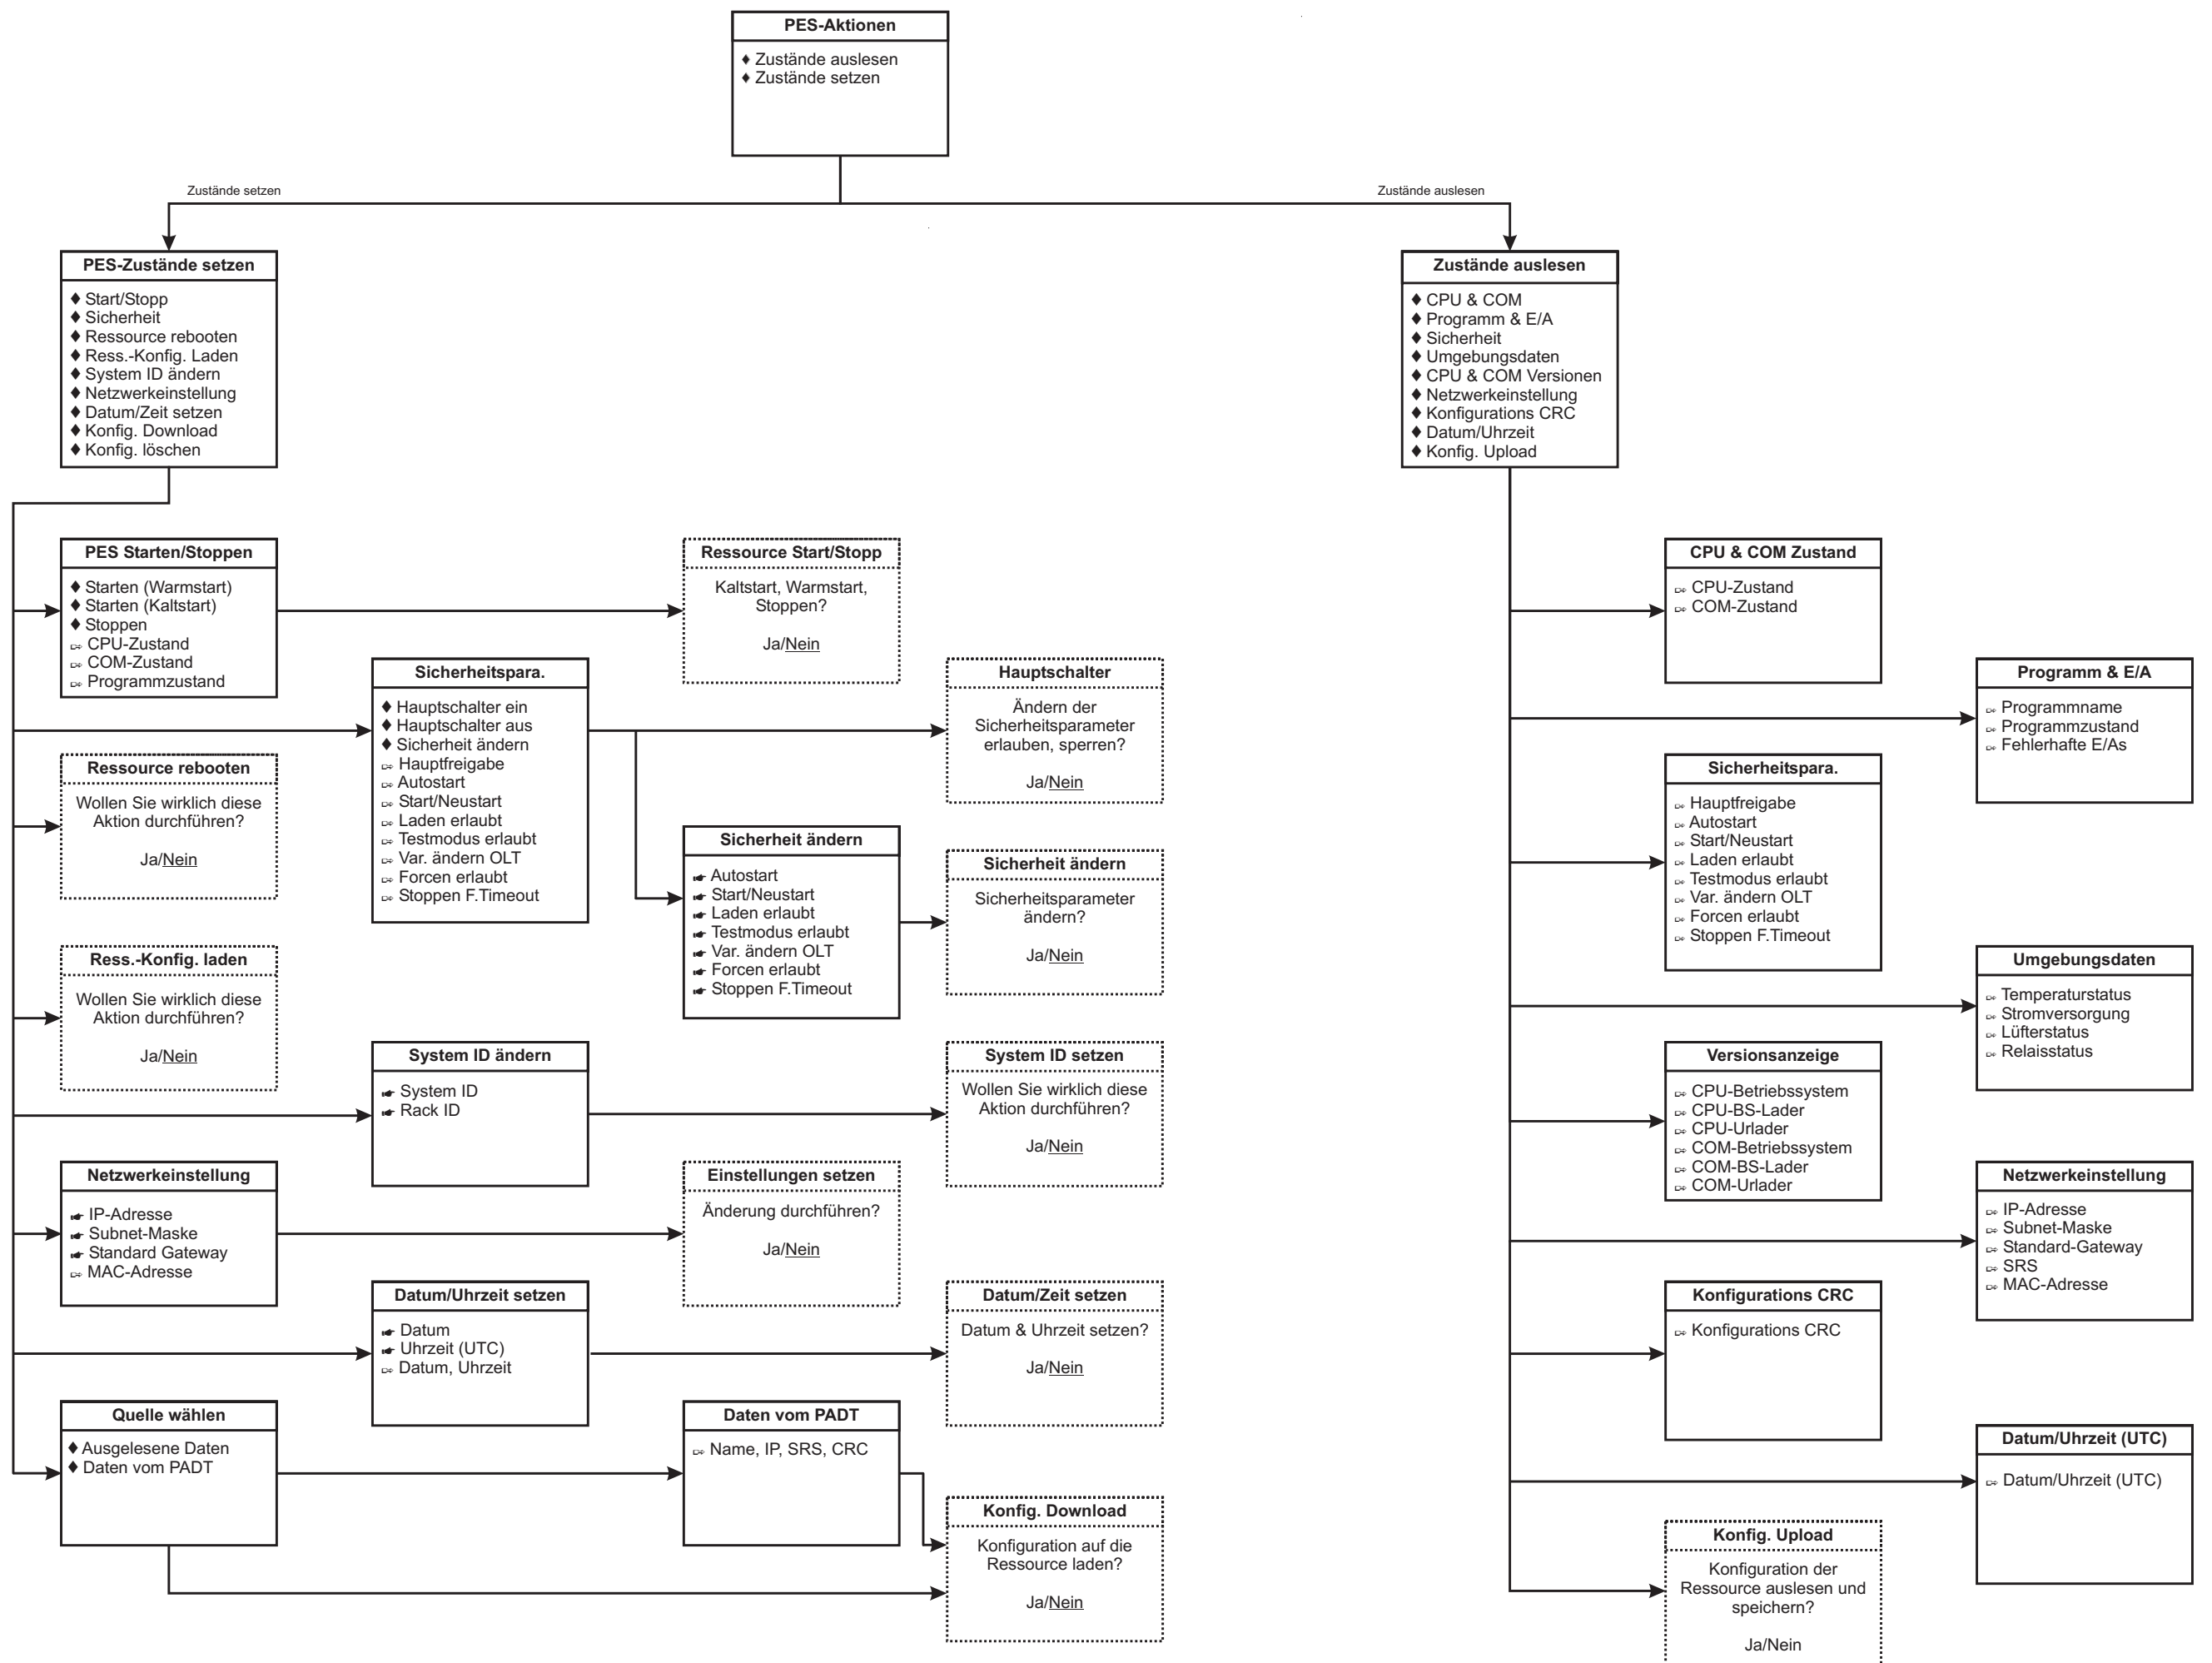 PES-Aktionen
♦ Zustände auslesen
♦ Zustände setzen
Zustände setzen
Zustände auslesen
PES-Zustände setzen
♦ Start/Stopp
♦ Sicherheit
♦ Ressource rebooten
♦ Ress.-Konfig. Laden
♦ System ID ändern
♦ Netzwerkeinstellung
♦ Datum/Zeit setzen
♦ Konfig. Download
♦ Konfig. löschen
PES Starten/Stoppen
♦ Starten (Warmstart)
♦ Starten (Kaltstart)
♦ Stoppen
CPU-Zustand
COM-Zustand
Programmzustand
Ressource Start/Stopp
Kaltstart, Warmstart,
Stoppen?
Ja/Nein
Sicherheitspara.
♦ Hauptschalter ein
♦ Hauptschalter aus
♦ Sicherheit ändern
Hauptfreigabe
Autostart
Start/Neustart
Laden erlaubt
Testmodus erlaubt
Var. ändern OLT
Forcen erlaubt
Stoppen F.Timeout
Hauptschalter
Ändern der
Sicherheitsparameter
erlauben, sperren?
Ja/Nein
Ressource rebooten
Wollen Sie wirklich diese
Aktion durchführen?
Ja/Nein
Sicherheit ändern
Autostart
Start/Neustart
Laden erlaubt
Testmodus erlaubt
Var. ändern OLT
Forcen erlaubt
Stoppen F.Timeout
Sicherheit ändern
Sicherheitsparameter
ändern?
Ja/Nein
Ress.-Konfig. laden
Wollen Sie wirklich diese
Aktion durchführen?
Ja/Nein
System ID ändern
System ID
Rack ID
System ID setzen
Wollen Sie wirklich diese
Aktion durchführen?
Ja/Nein
Netzwerkeinstellung
IP-Adresse
Subnet-Maske
Standard Gateway
MAC-Adresse
Einstellungen setzen
Änderung durchführen?
Ja/Nein
Datum/Uhrzeit setzen
Datum
Uhrzeit (UTC)
Datum, Uhrzeit
Datum/Zeit setzen
Datum & Uhrzeit setzen?
Ja/Nein
Quelle wählen
♦ Ausgelesene Daten
♦ Daten vom PADT
Daten vom PADT
Name, IP, SRS, CRC
Konfig. Download
Konfiguration auf die
Ressource laden?
Ja/Nein
Zustände auslesen
♦ CPU & COM
♦ Programm & E/A
♦ Sicherheit
♦ Umgebungsdaten
♦ CPU & COM Versionen
♦ Netzwerkeinstellung
♦ Konfigurations CRC
♦ Datum/Uhrzeit
♦ Konfig. Upload
CPU & COM Zustand
CPU-Zustand
COM-Zustand
Programm & E/A
Programmname
Programmzustand
Fehlerhafte E/As
Sicherheitspara.
Hauptfreigabe
Autostart
Start/Neustart
Laden erlaubt
Testmodus erlaubt
Var. ändern OLT
Forcen erlaubt
Stoppen F.Timeout
Umgebungsdaten
Temperaturstatus
Stromversorgung
Lüfterstatus
Relaisstatus
Versionsanzeige
CPU-Betriebssystem
CPU-BS-Lader
CPU-Urlader
COM-Betriebssystem
COM-BS-Lader
COM-Urlader
Netzwerkeinstellung
IP-Adresse
Subnet-Maske
Standard-Gateway
SRS
MAC-Adresse
Konfigurations CRC
Konfigurations CRC
Datum/Uhrzeit (UTC)
Datum/Uhrzeit (UTC)
Konfig. Upload
Konfiguration der
Ressource auslesen und
speichern?
Ja/Nein